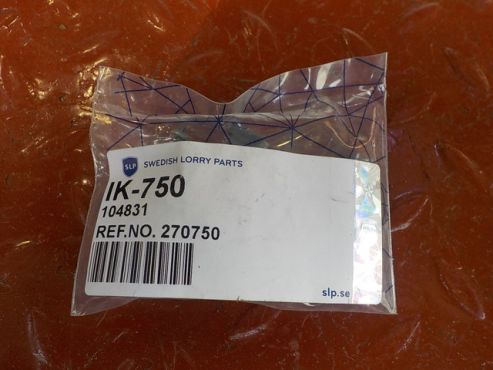 SLP SWEDISH LORRY PARTS
IK-750
104831
REF.NO. 270750
slp.se